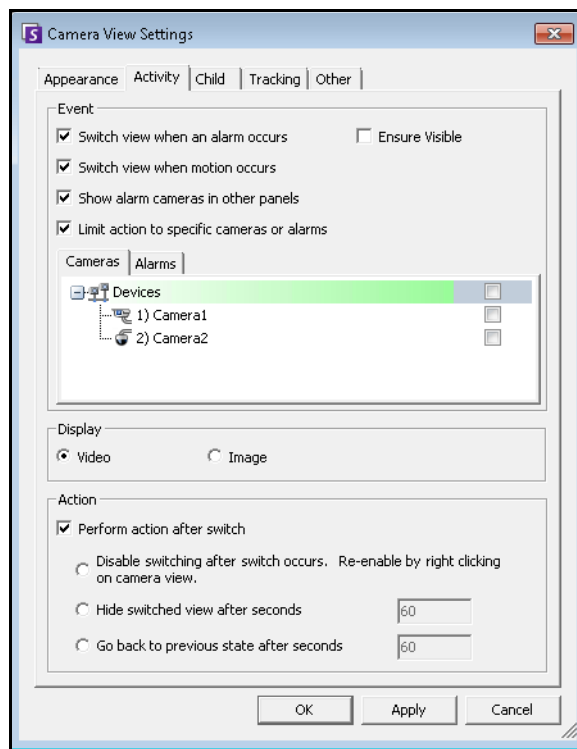 Camera View Settings
Appearance Activity Child Tracking Other
Event
Switch view when an alarm occurs Ensure Visible
Switch view when motion occurs
Show alarm cameras in other panels
Limit action to specific cameras or alarms
Cameras Alarms
Devices
1) Camera1
2) Camera2
Display
Video Image
Action
Perform action after switch
Disable switching after switch occurs. Re-enable by right clicking
on camera view.
Hide switched view after seconds 60
Go back to previous state after seconds 60
OK Apply Cancel